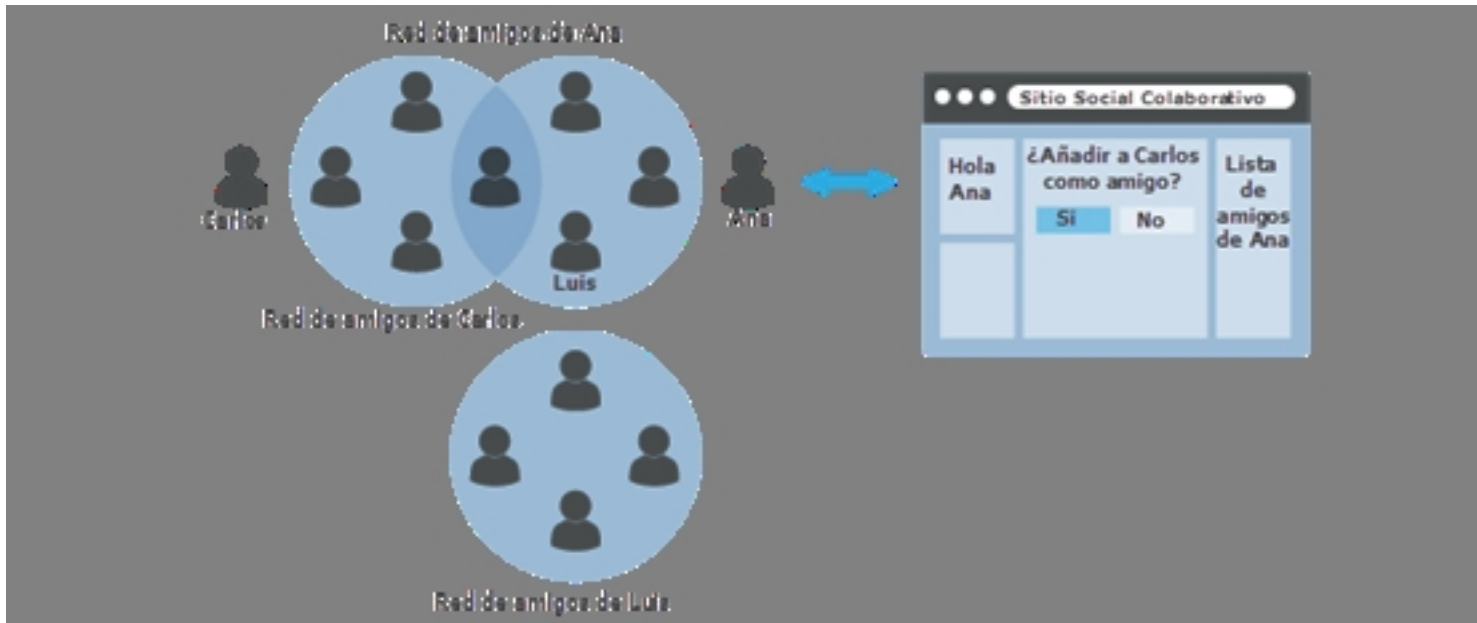 Red de amigos de Ana
Carlos
Luis
Ana
Red de amigos de Carlos
Red de amigos de Luis
Sitio Social Colaborativo
Hola
Ana
¿Añadir a Carlos
como amigo?
Si
No
Lista
de
amigos
de Ana